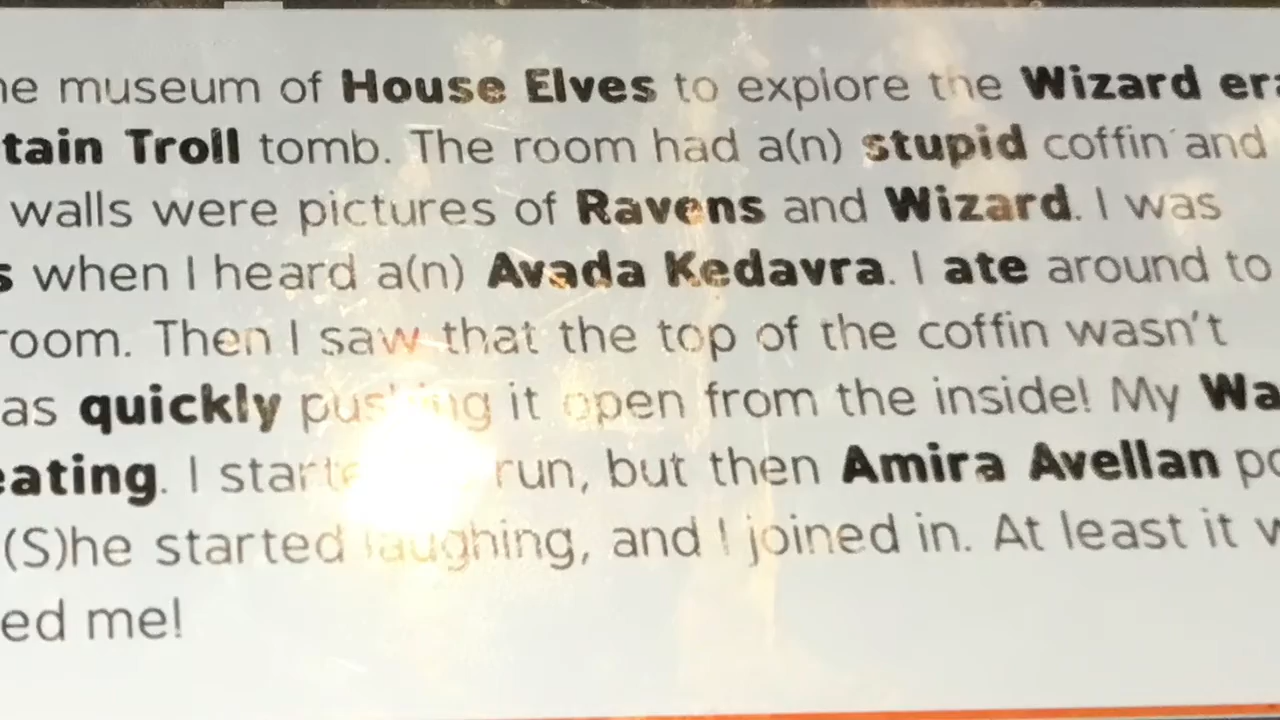 museum of House Elves to explore the Wizard
Troll tomb. The room had a(n) stupid coffin and
walls were pictures of Ravens and Wizard. I was
when I heard a(n) Avada Kedavra. I ate around to
room. Then I saw that the top of the coffin wasn't
as quickly pushing it open from the inside! My
eating. I started run, but then Amira Avellan
(S)he started laughing, and I joined in. At least it
ed me!